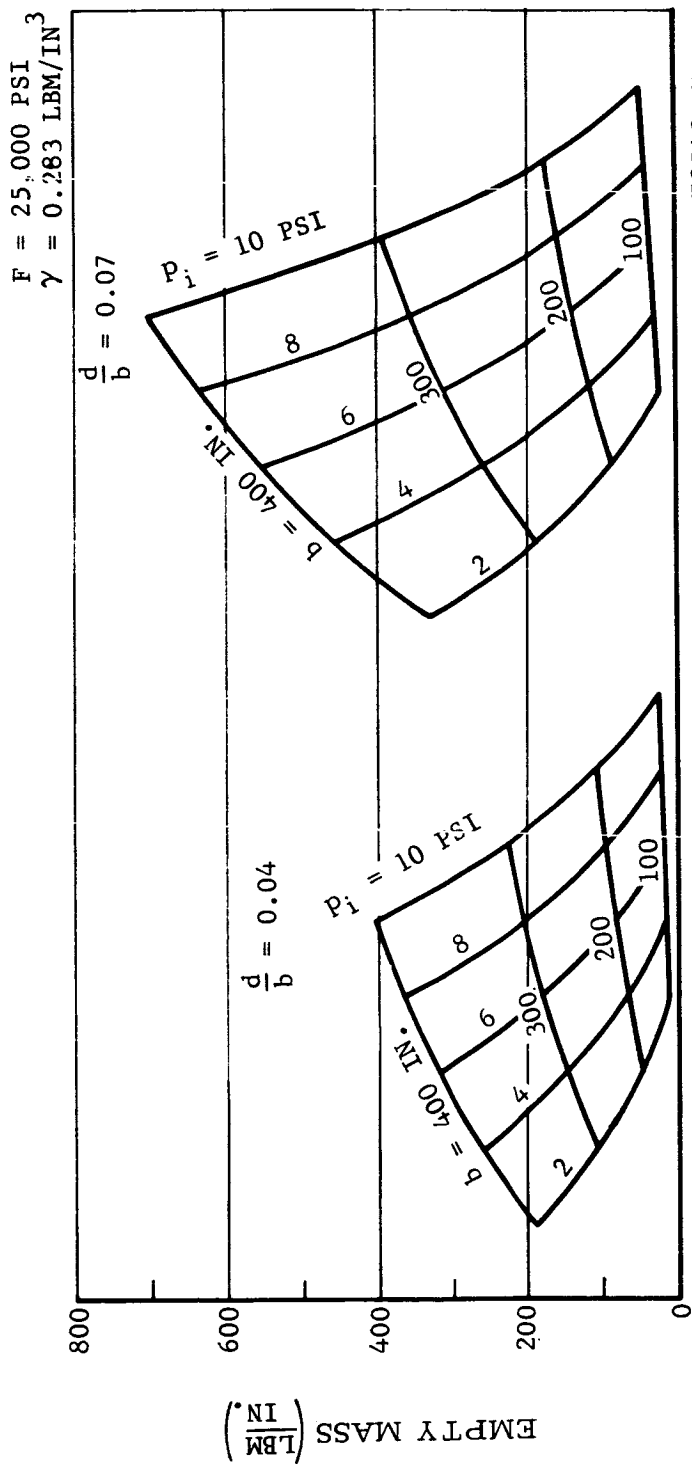 F = 25,000 PSI
γ = 0.283 LBM/IN³
d/b = 0.07
P_i = 10 PSI
b = 400 IN.
8
6
4
2
300
200
100
d/b = 0.04
P_i = 10 PSI
b = 400 IN.
8
6
4
2
300
200
100
800
600
400
200
0
EMPTY MASS (LBM/IN.)